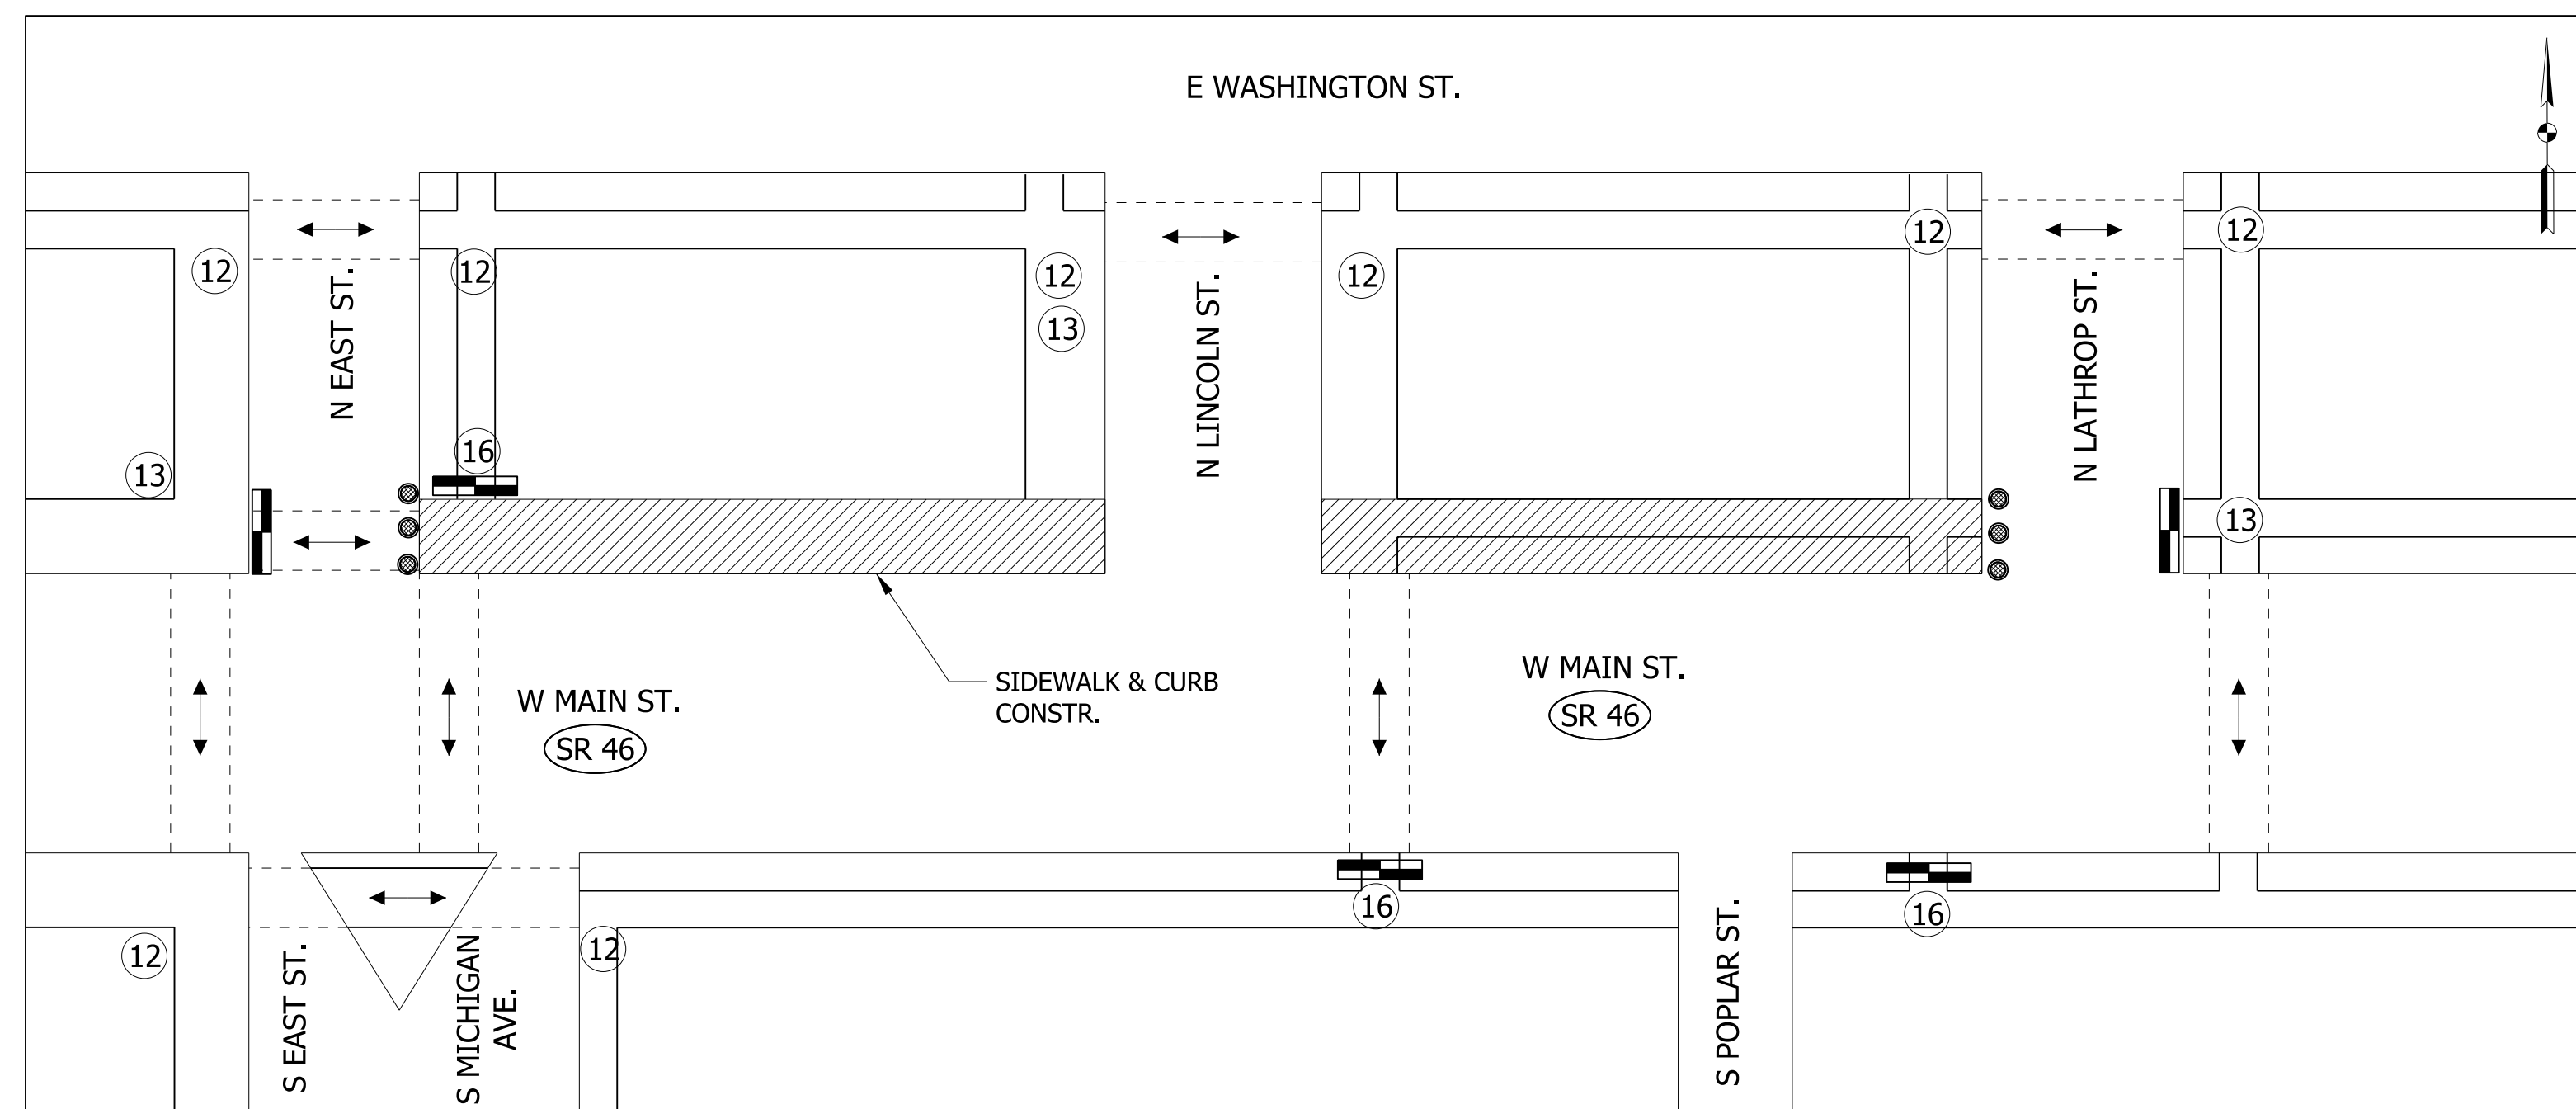 E WASHINGTON ST.
12
12
12
12
12
12
N EAST ST.
N LINCOLN ST.
N LATHROP ST.
13
13
16
13
SIDEWALK & CURB
CONSTR.
W MAIN ST.
SR 46
W MAIN ST.
SR 46
16
16
12
12
S EAST ST.
S MICHIGAN
AVE.
S POPLAR ST.